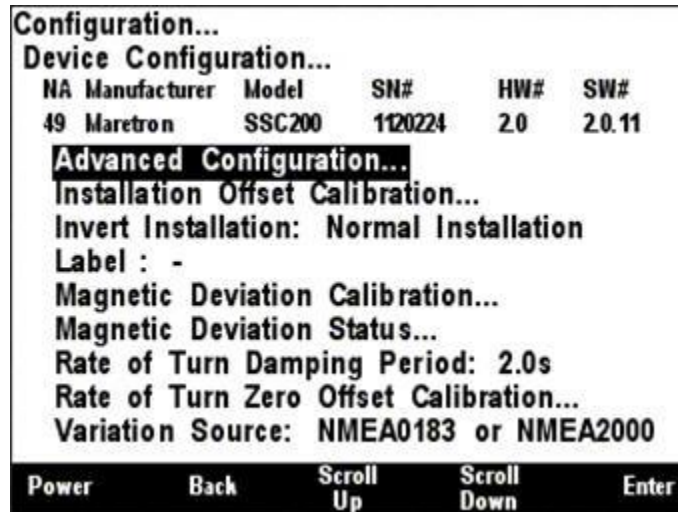 Configuration...
Device Configuration...
NA Manufacturer Model SN# HW# SW#
49 Maretron SSC200 1120224 2.0 2.0.11
Advanced Configuration...
Installation Offset Calibration...
Invert Installation: Normal Installation
Label : -
Magnetic Deviation Calibration...
Magnetic Deviation Status...
Rate of Turn Damping Period: 2.0s
Rate of Turn Zero Offset Calibration...
Variation Source: NMEA0183 or NMEA2000
Power Back Scroll Up Scroll Down Enter